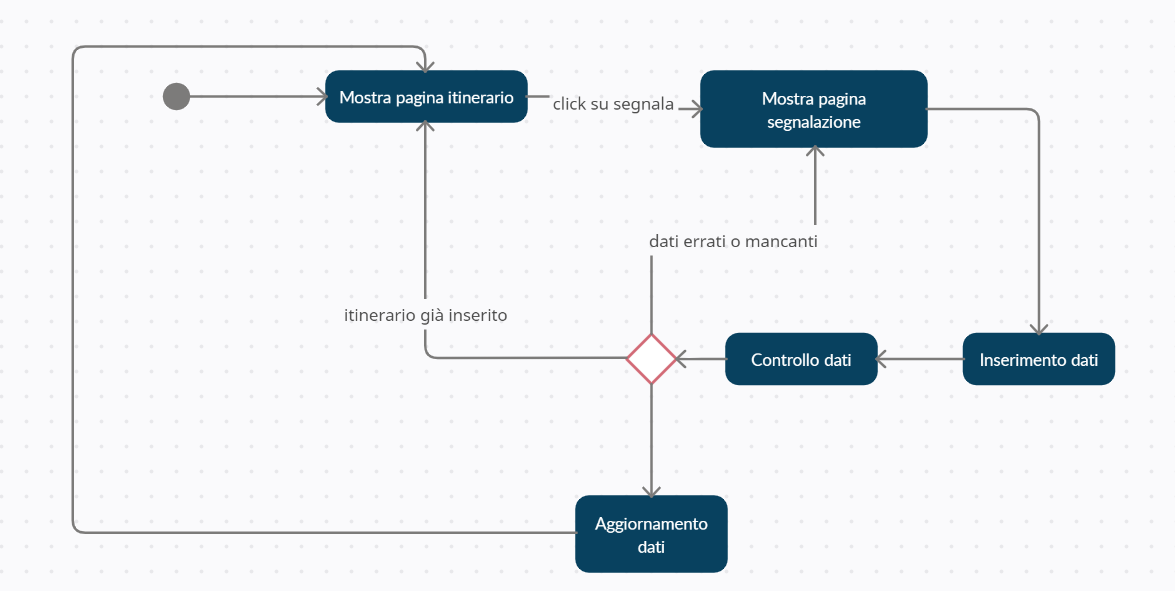 Mostra pagina itinerario
click su segnala
Mostra pagina
segnalazione
dati errati o mancanti
itinerario già inserito
Controllo dati
Inserimento dati
Aggiornamento
dati